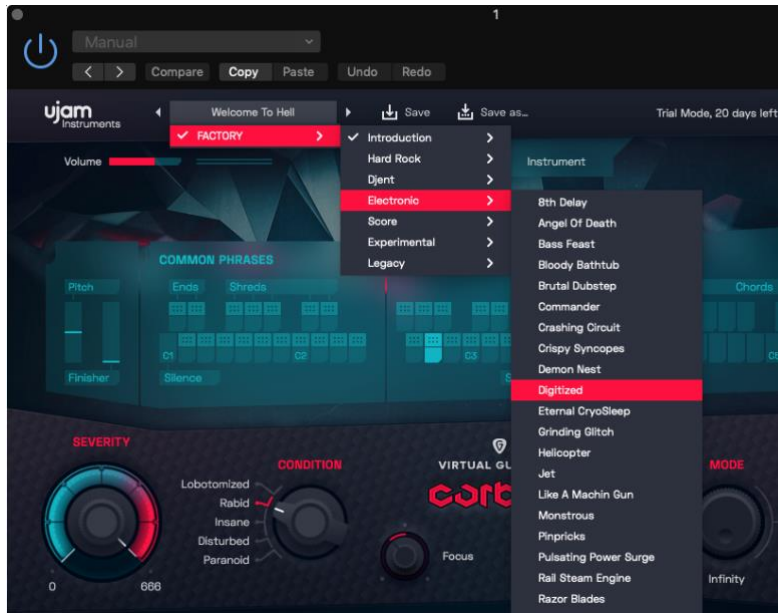 1
Manual
Compare Copy Paste Undo Redo
ujam Instruments
Welcome To Hell
Save
Save as...
Trial Mode, 20 days left
FACTORY
Introduction
Hard Rock
Djent
Electronic
Score
Experimental
Legacy
Volume
Instrument
8th Delay
Angel Of Death
Bass Feast
Bloody Bathtub
Brutal Dubstep
Commander
Crashing Circuit
Crispy Syncopes
Demon Nest
Digitized
Eternal CryoSleep
Grinding Glitch
Helicopter
Jet
Like A Machin Gun
Monstrous
Pinpricks
Pulsating Power Surge
Rail Steam Engine
Razor Blades
COMMON PHRASES
Pitch
Ends Shreds
Chords
C1 C2 C3
Finisher
Silence
SEVERITY
0 666
CONDITION
Lobotomized
Rabid
Insane
Disturbed
Paranoid
VIRTUAL GU
carb
Focus
MODE
Infinity